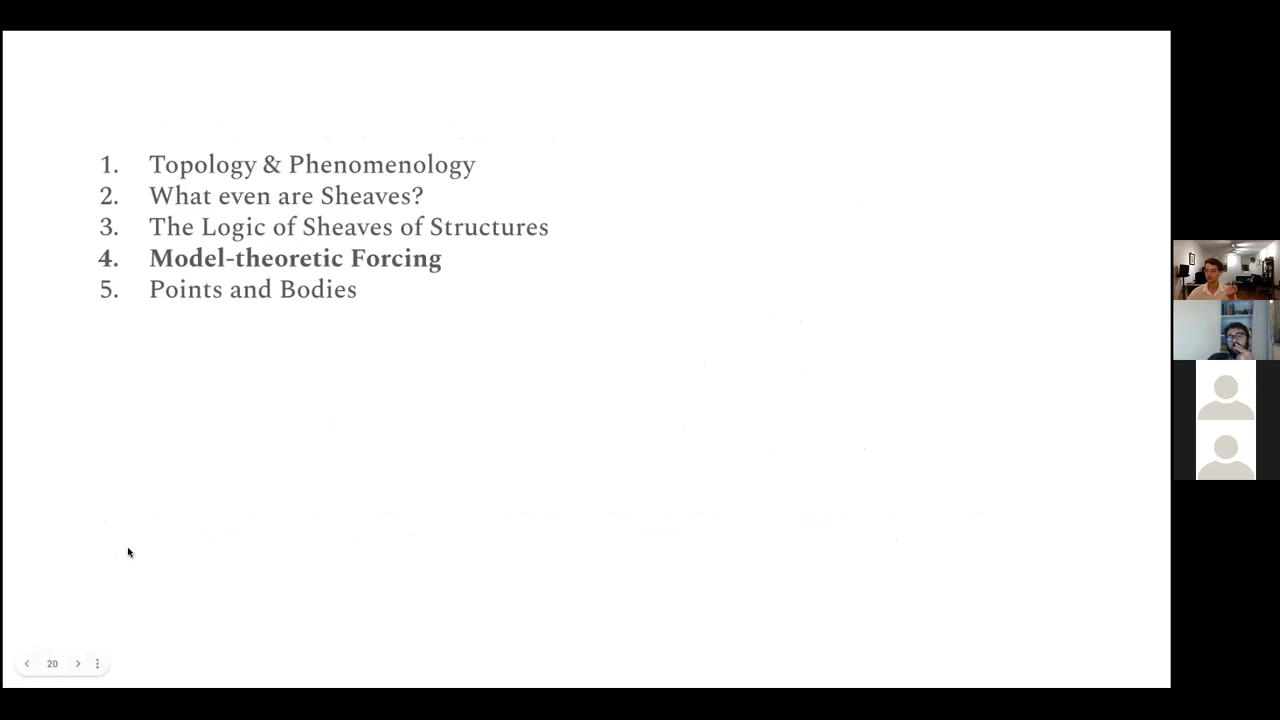 1. Topology & Phenomenology
2. What even are Sheaves?
3. The Logic of Sheaves of Structures
4. Model-theoretic Forcing
5. Points and Bodies
20